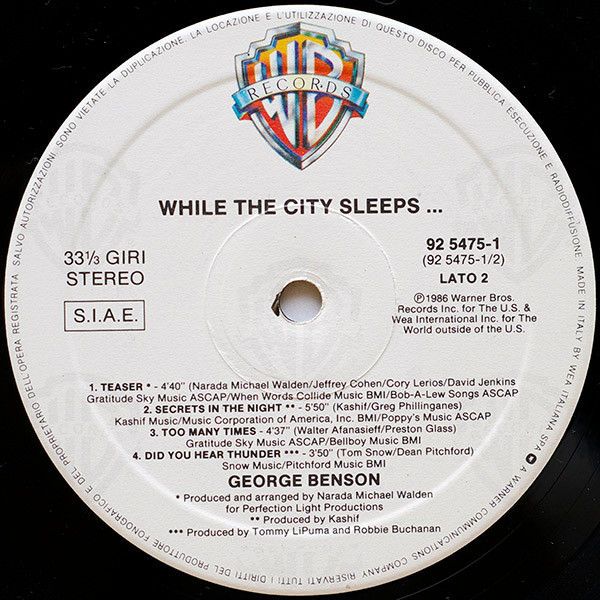 WB
RECORDS
WHILE THE CITY SLEEPS ...
33⅓ GIRI
STEREO
S.I.A.E.
92 5475-1
(92 5475-1/2)
LATO 2
℗1986 Warner Bros.
Records Inc. for The U.S. &
Wea International Inc. for The
World outside of the U.S.
1. TEASER * - 4'40" (Narada Michael Walden/Jeffrey Cohen/Cory Lerios/David Jenkins
Gratitude Sky Music ASCAP/When Words Collide Music BMI/Bob-A-Lew Songs ASCAP
2. SECRETS IN THE NIGHT ** - 5'50" (Kashif/Greg Phillinganes)
Kashif Music/Music Corporation of America, Inc. BMI/Poppy's Music ASCAP
3. TOO MANY TIMES - 4'37" (Walter Afanasieff/Preston Glass)
Gratitude Sky Music ASCAP/Bellboy Music BMI
4. DID YOU HEAR THUNDER *** - 3'50" (Tom Snow/Dean Pitchford)
Snow Music/Pitchford Music BMI
GEORGE BENSON
* Produced and arranged by Narada Michael Walden
for Perfection Light Productions
** Produced by Kashif
*** Produced by Tommy LiPuma and Robbie Buchanan
RISERVATI TUTTI I DIRITTI DEL PRODUTTORE FONOGRAFICO E DEL PROPRIETARIO DELL'OPERA REGISTRATA. SALVO AUTORIZZAZIONI, SONO VIETATE LA DUPLICAZIONE, LA LOCAZIONE E L'UTILIZZAZIONE DI QUESTO DISCO PER PUBBLICA ESECUZIONE E RADIODIFFUSIONE. MADE IN ITALY BY WEA ITALIANA SPA A WARNER COMMUNICATIONS COMPANY